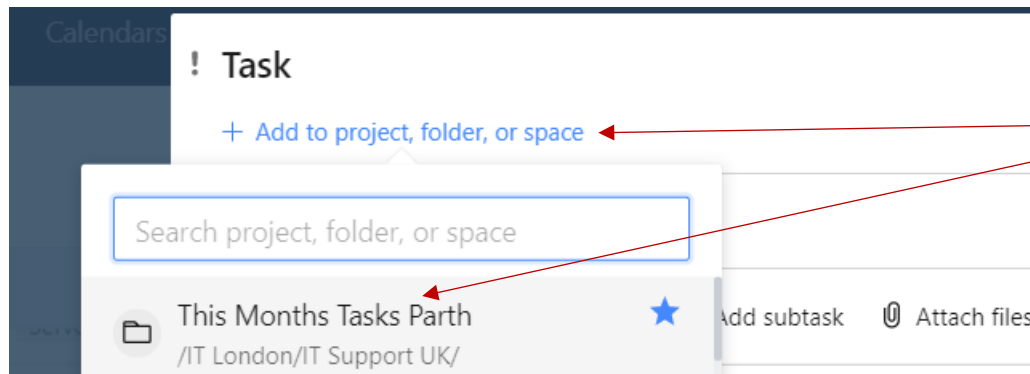 Calendars
! Task
+ Add to project, folder, or space
Search project, folder, or space
This Months Tasks Parth
/IT London/IT Support UK/
Add subtask
Attach files